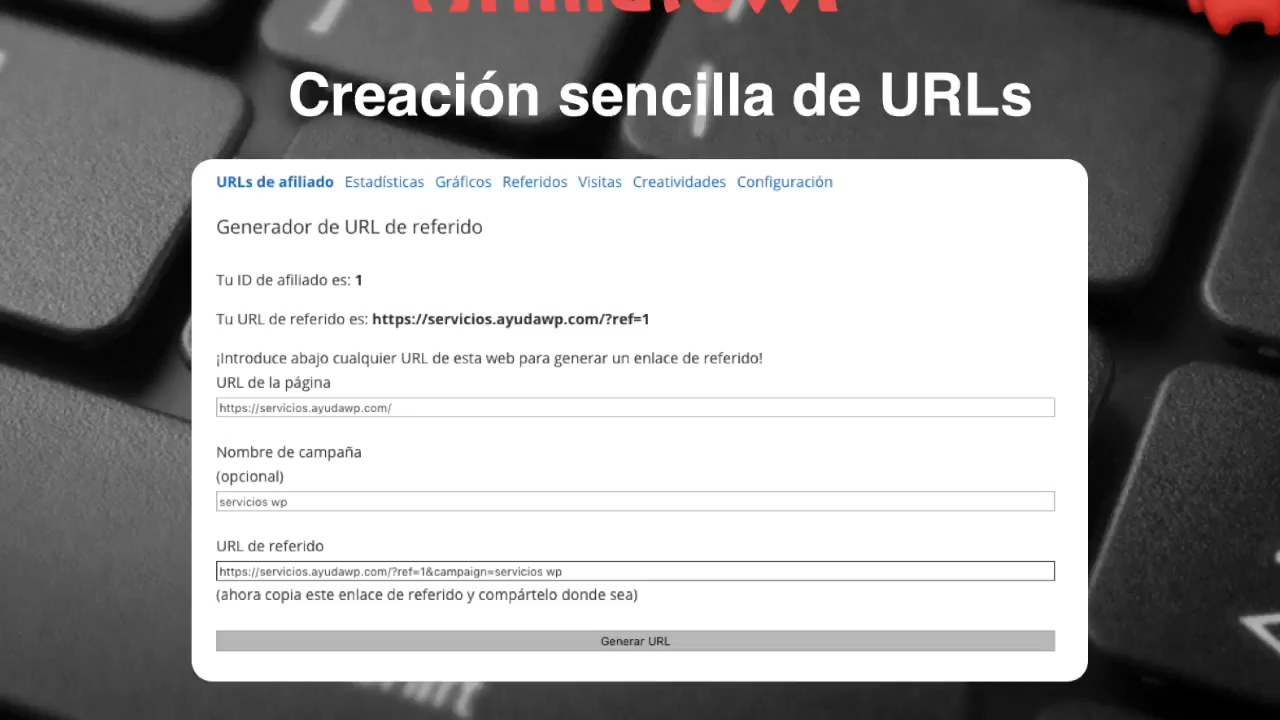 Creación sencilla de URLs
URLs de afiliado Estadísticas Gráficos Referidos Visitas Creatividades Configuración
Generador de URL de referido
Tu ID de afiliado es: 1
Tu URL de referido es: https://servicios.ayudawp.com/?ref=1
¡Introduce abajo cualquier URL de esta web para generar un enlace de referido!
URL de la página
https://servicios.ayudawp.com/
Nombre de campaña
(opcional)
servicios wp
URL de referido
https://servicios.ayudawp.com/?ref=1&campaign=servicios wp
(ahora copia este enlace de referido y compártelo donde sea)
Generar URL